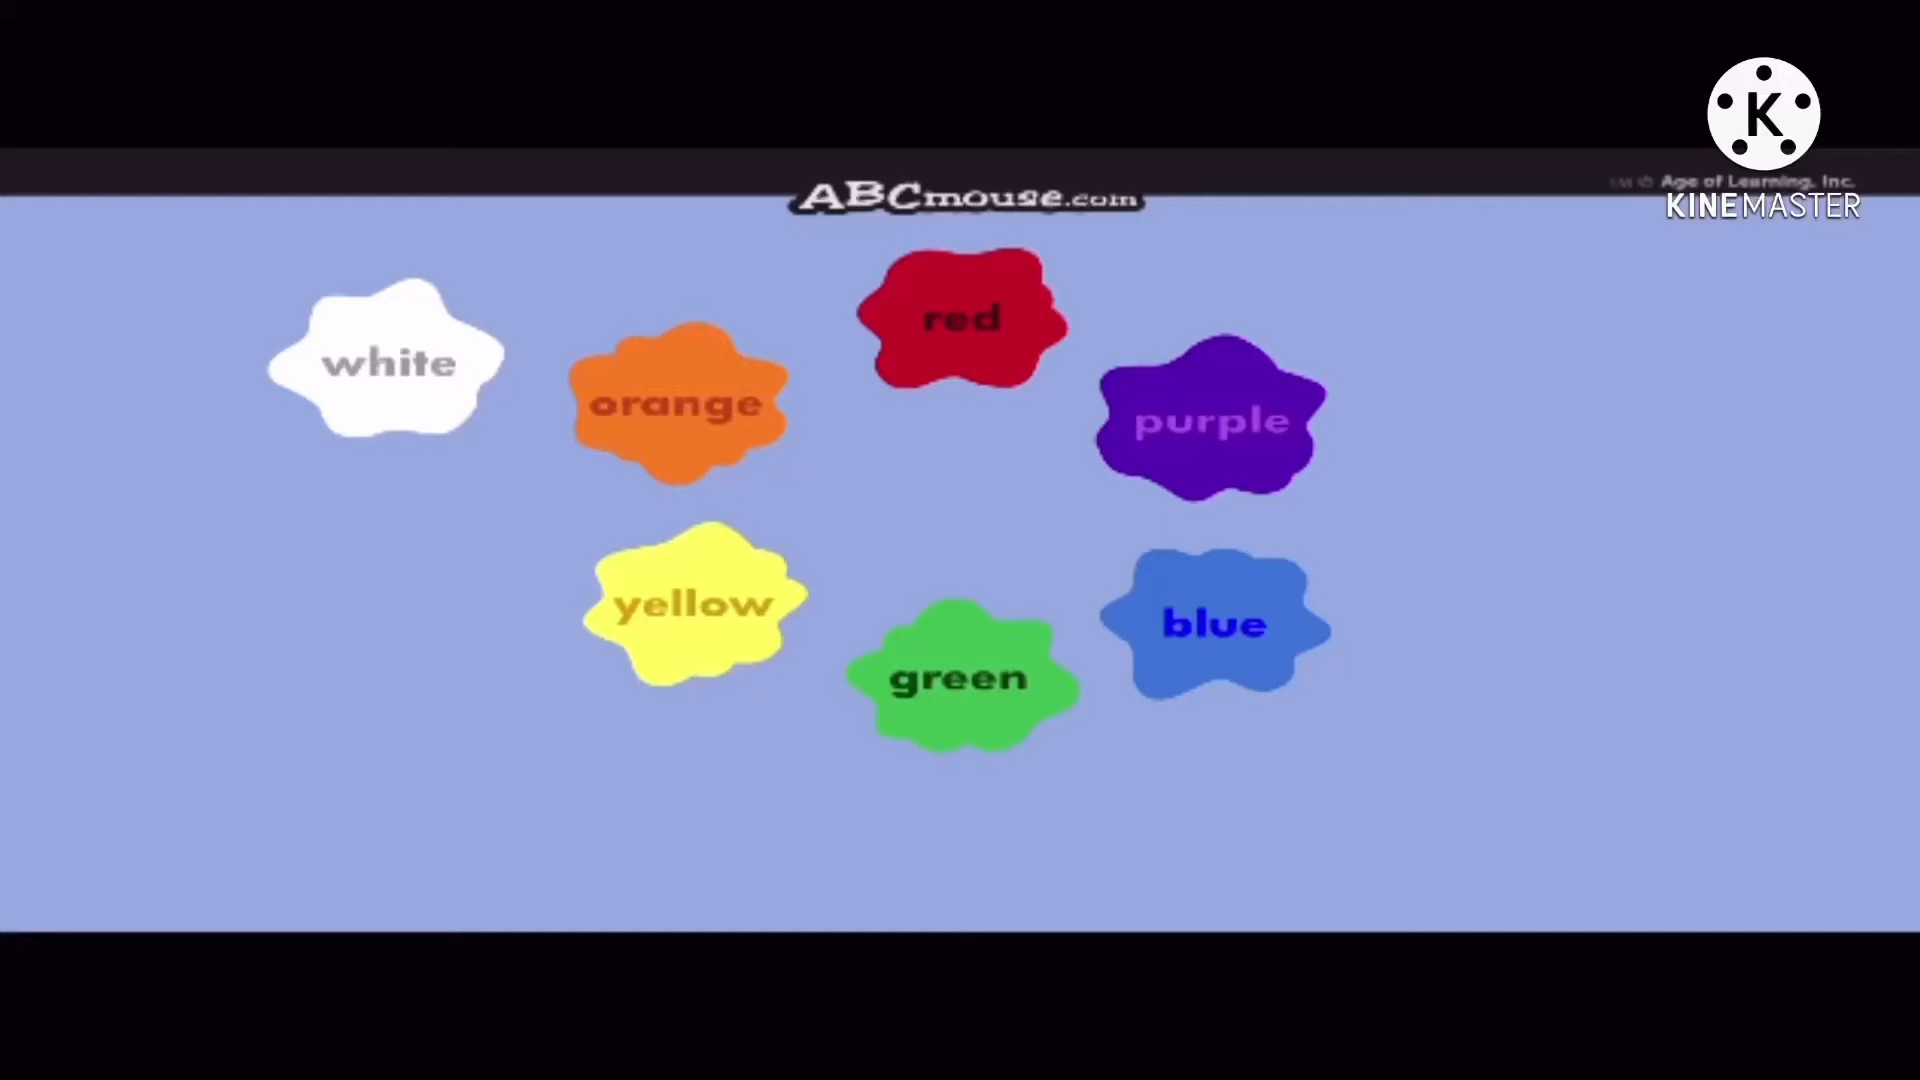 K
KINEMASTER
ABCmouse.com
Age of Learning, Inc.
white
orange
red
purple
yellow
green
blue